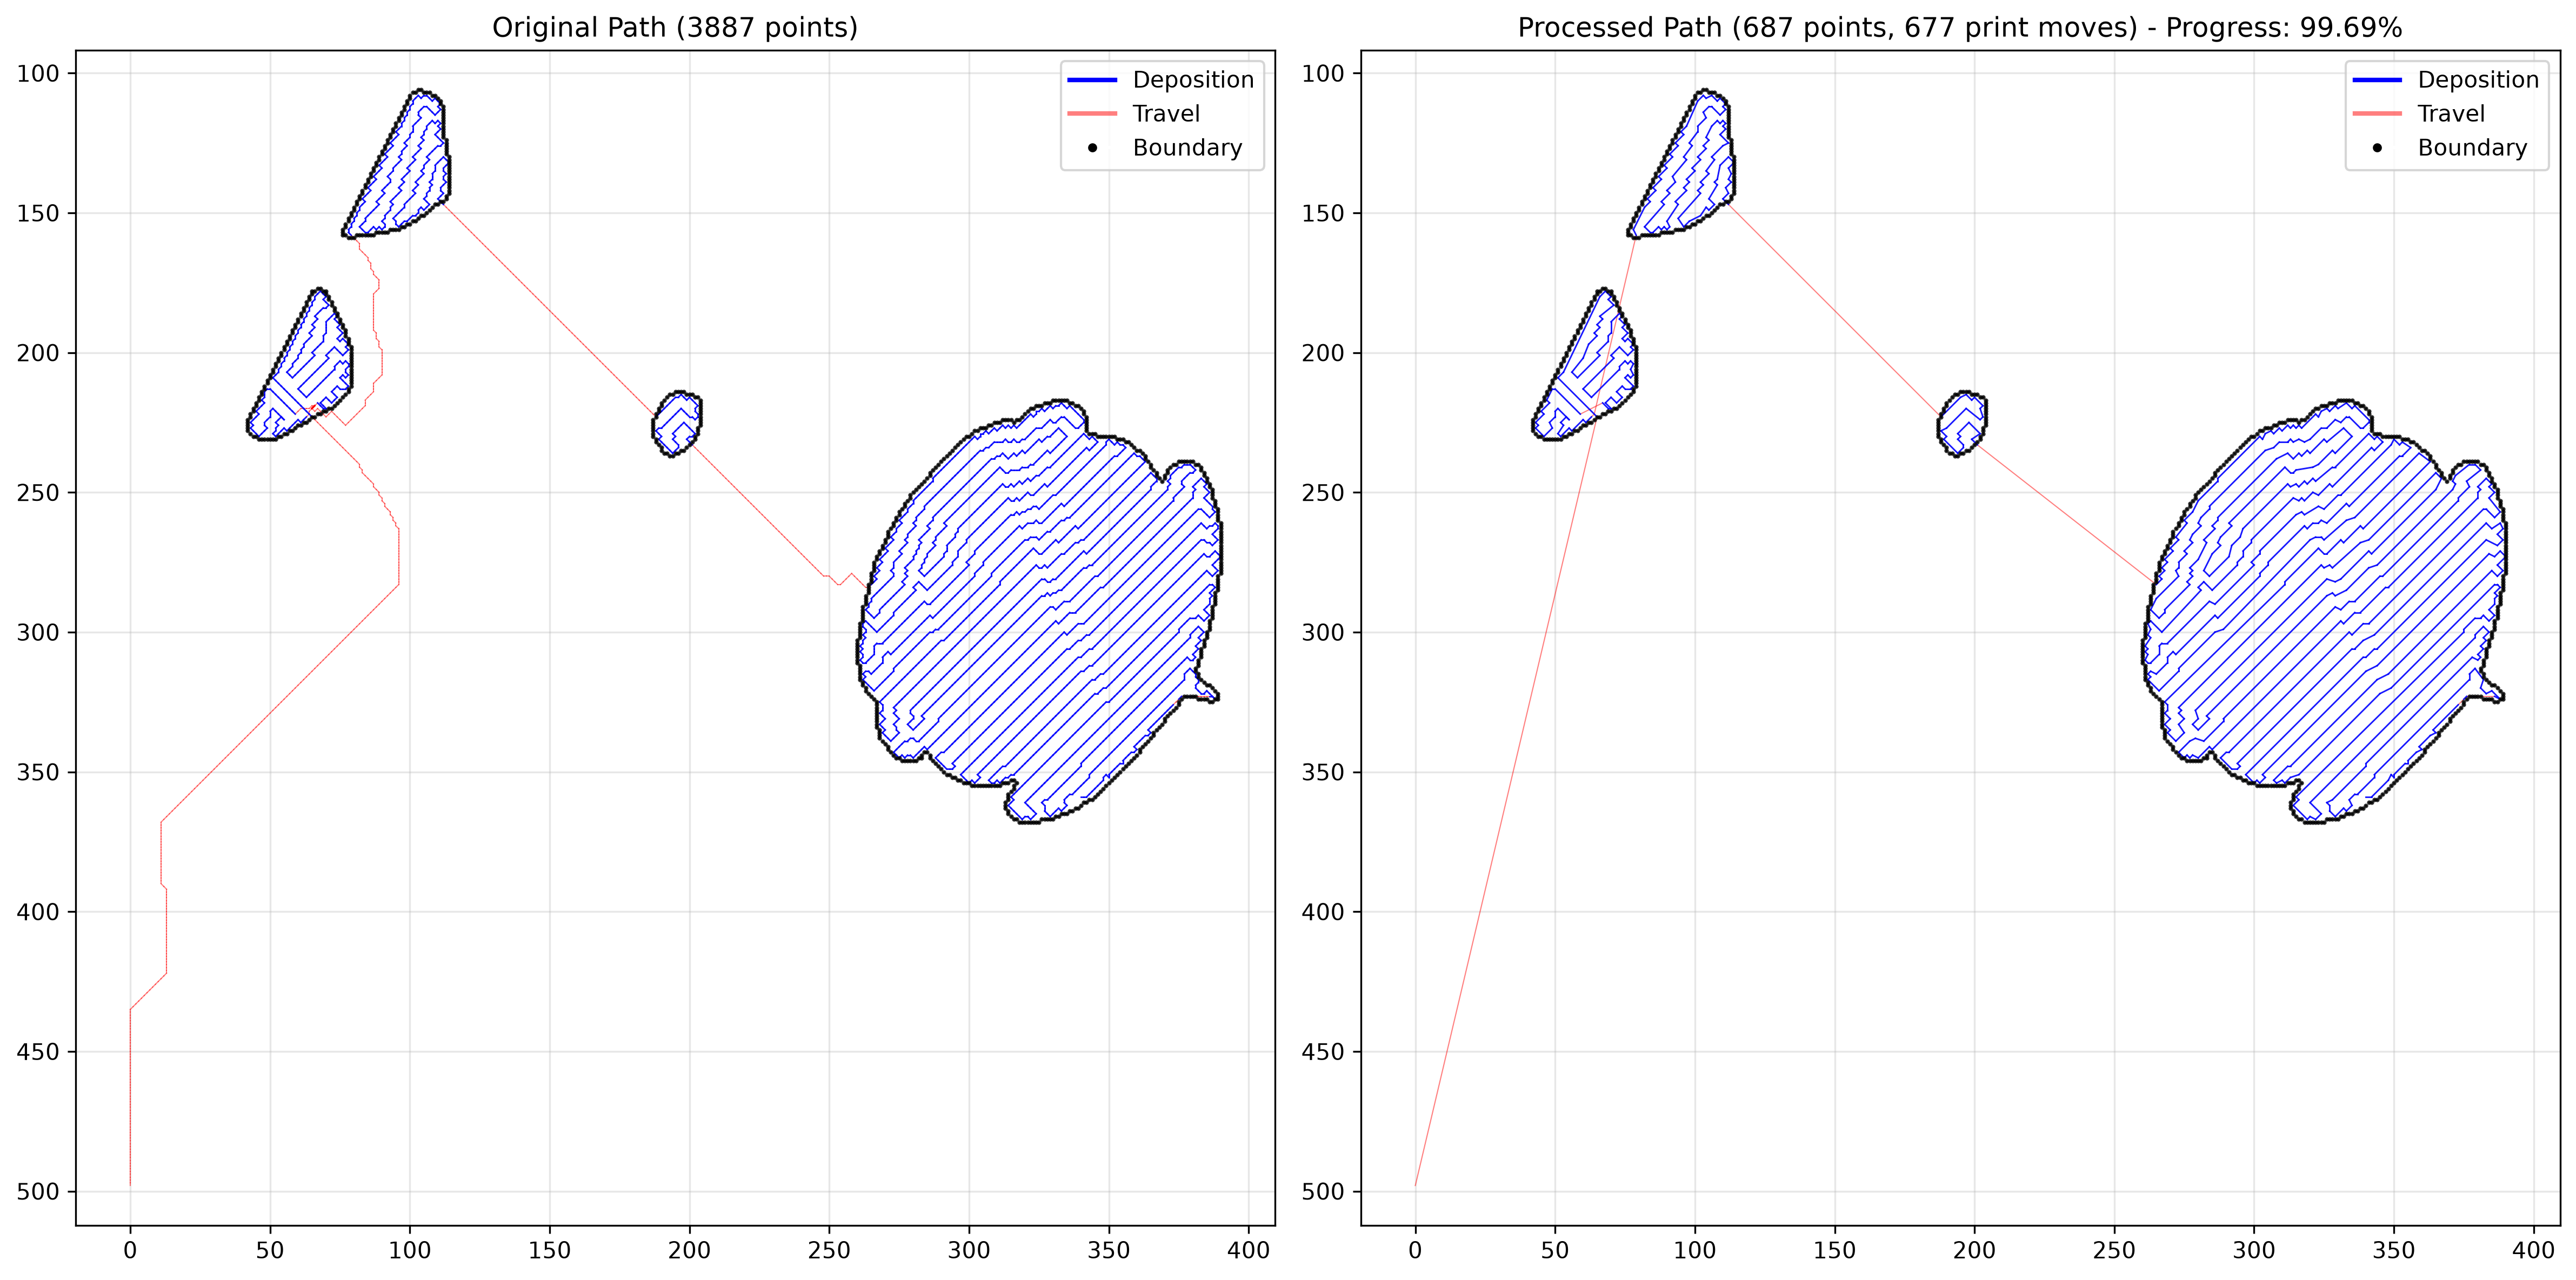 Original Path (3887 points)
Deposition
Travel
Boundary
100
150
200
250
300
350
400
450
500
0 50 100 150 200 250 300 350 400
Processed Path (687 points, 677 print moves) - Progress: 99.69%
Deposition
Travel
Boundary
100
150
200
250
300
350
400
450
500
0 50 100 150 200 250 300 350 400